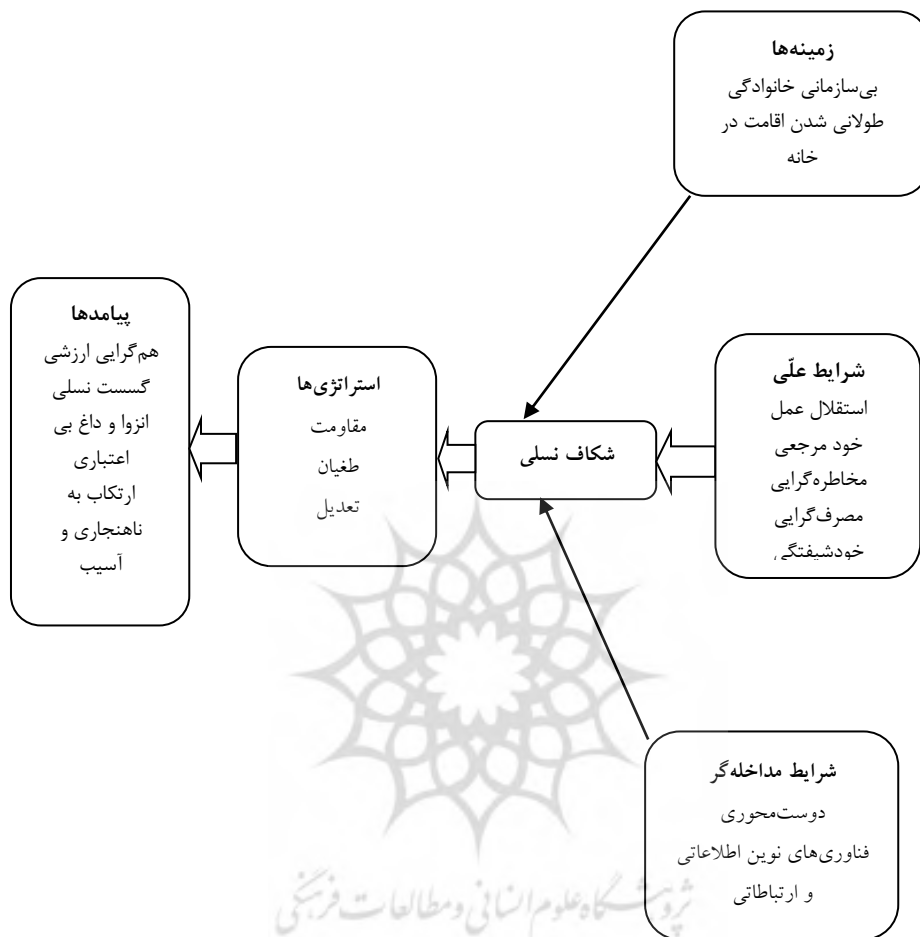 زمینه‌ها
بی‌سازمانی خانوادگی
طولانی شدن اقامت در
خانه
شرایط علّی
استقلال عمل
خود مرجعی
مخاطره‌گرایی
مصرف‌گرایی
خودشیفتگی
شکاف نسلی
استراتژی‌ها
مقاومت
طغیان
تعدیل
پیامدها
هم‌گرایی ارزشی
گسست نسلی
انزوا و داغ بی
اعتباری
ارتکاب به
ناهنجاری و
آسیب
شرایط مداخله‌گر
دوست‌محوری
فناوری‌های نوین اطلاعاتی
و ارتباطاتی
پژوهشگاه علوم انسانی و مطالعات فرهنگی